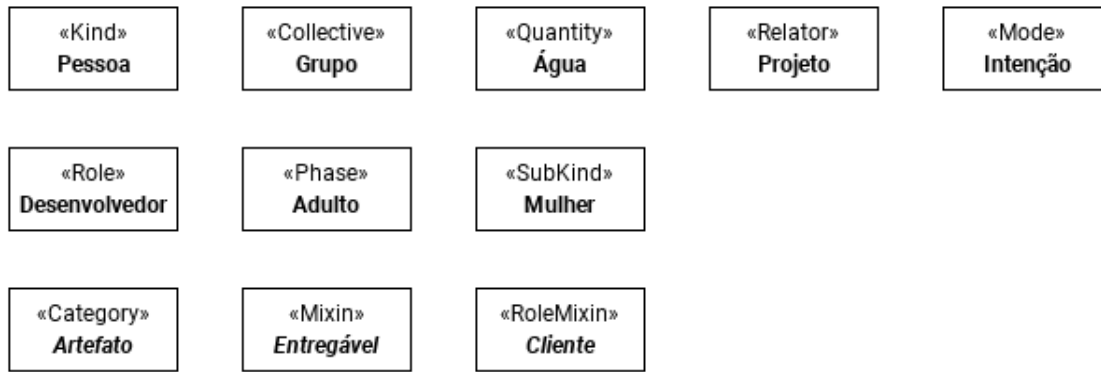 «Kind»
Pessoa
«Collective»
Grupo
«Quantity»
Água
«Relator»
Projeto
«Mode»
Intenção
«Role»
Desenvolvedor
«Phase»
Adulto
«SubKind»
Mulher
«Category»
Artefato
«Mixin»
Entregável
«RoleMixin»
Cliente